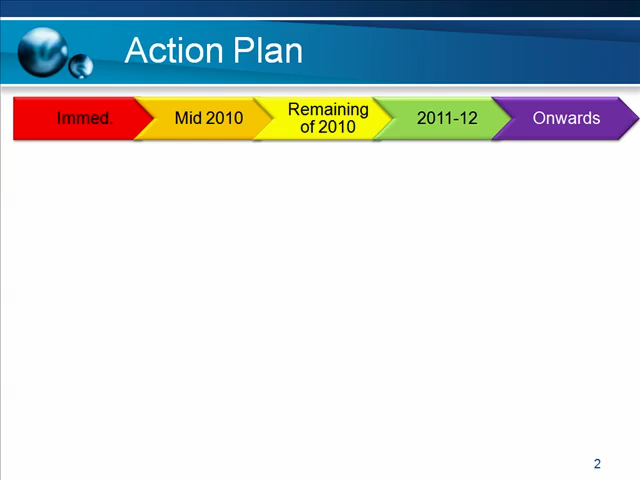 Action Plan
Immed.
Mid 2010
Remaining
of 2010
2011-12
Onwards
2